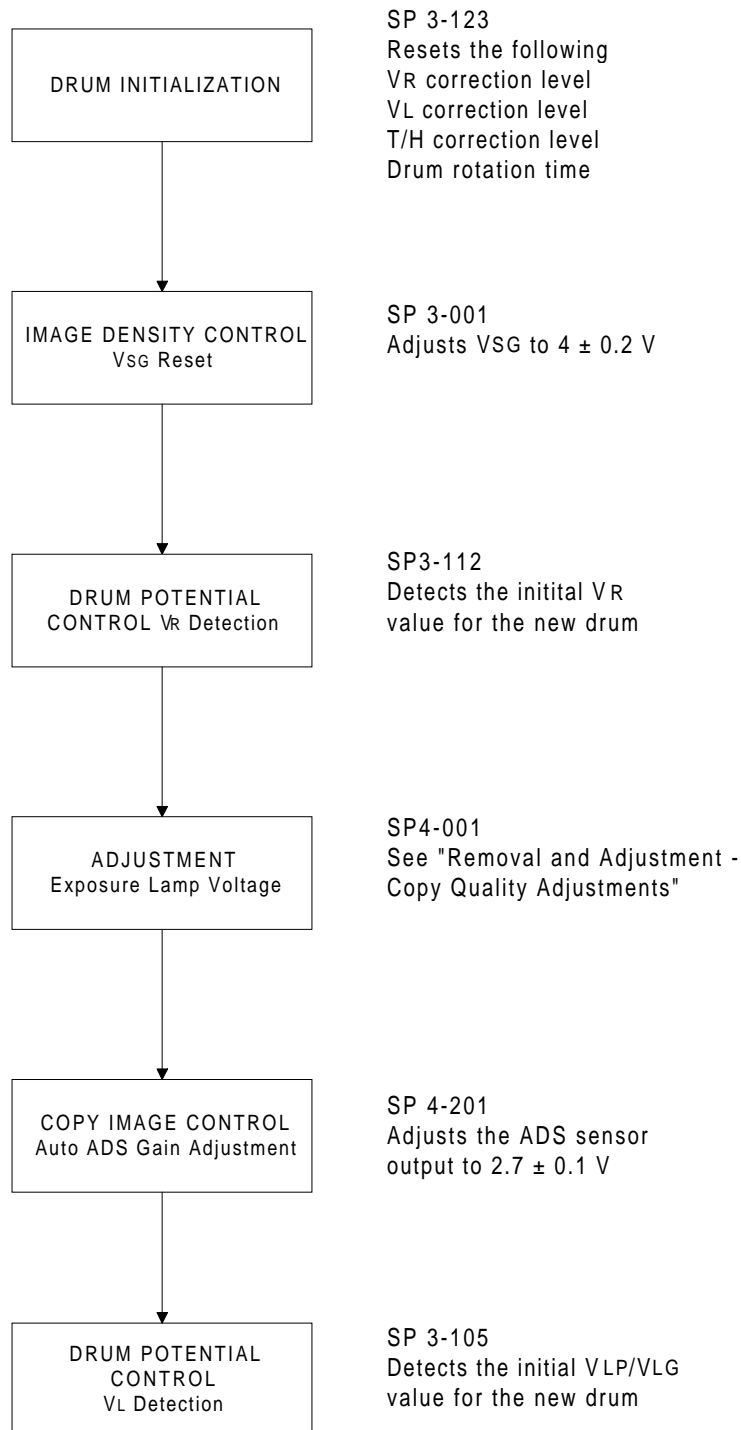 DRUM INITIALIZATION
SP 3-123
Resets the following
VR correction level
VL correction level
T/H correction level
Drum rotation time
IMAGE DENSITY CONTROL
VSG Reset
SP 3-001
Adjusts VSG to 4 ± 0.2 V
DRUM POTENTIAL
CONTROL VR Detection
SP3-112
Detects the initital VR
value for the new drum
ADJUSTMENT
Exposure Lamp Voltage
SP4-001
See "Removal and Adjustment -
Copy Quality Adjustments"
COPY IMAGE CONTROL
Auto ADS Gain Adjustment
SP 4-201
Adjusts the ADS sensor
output to 2.7 ± 0.1 V
DRUM POTENTIAL
CONTROL
VL Detection
SP 3-105
Detects the initial VLP/VLG
value for the new drum